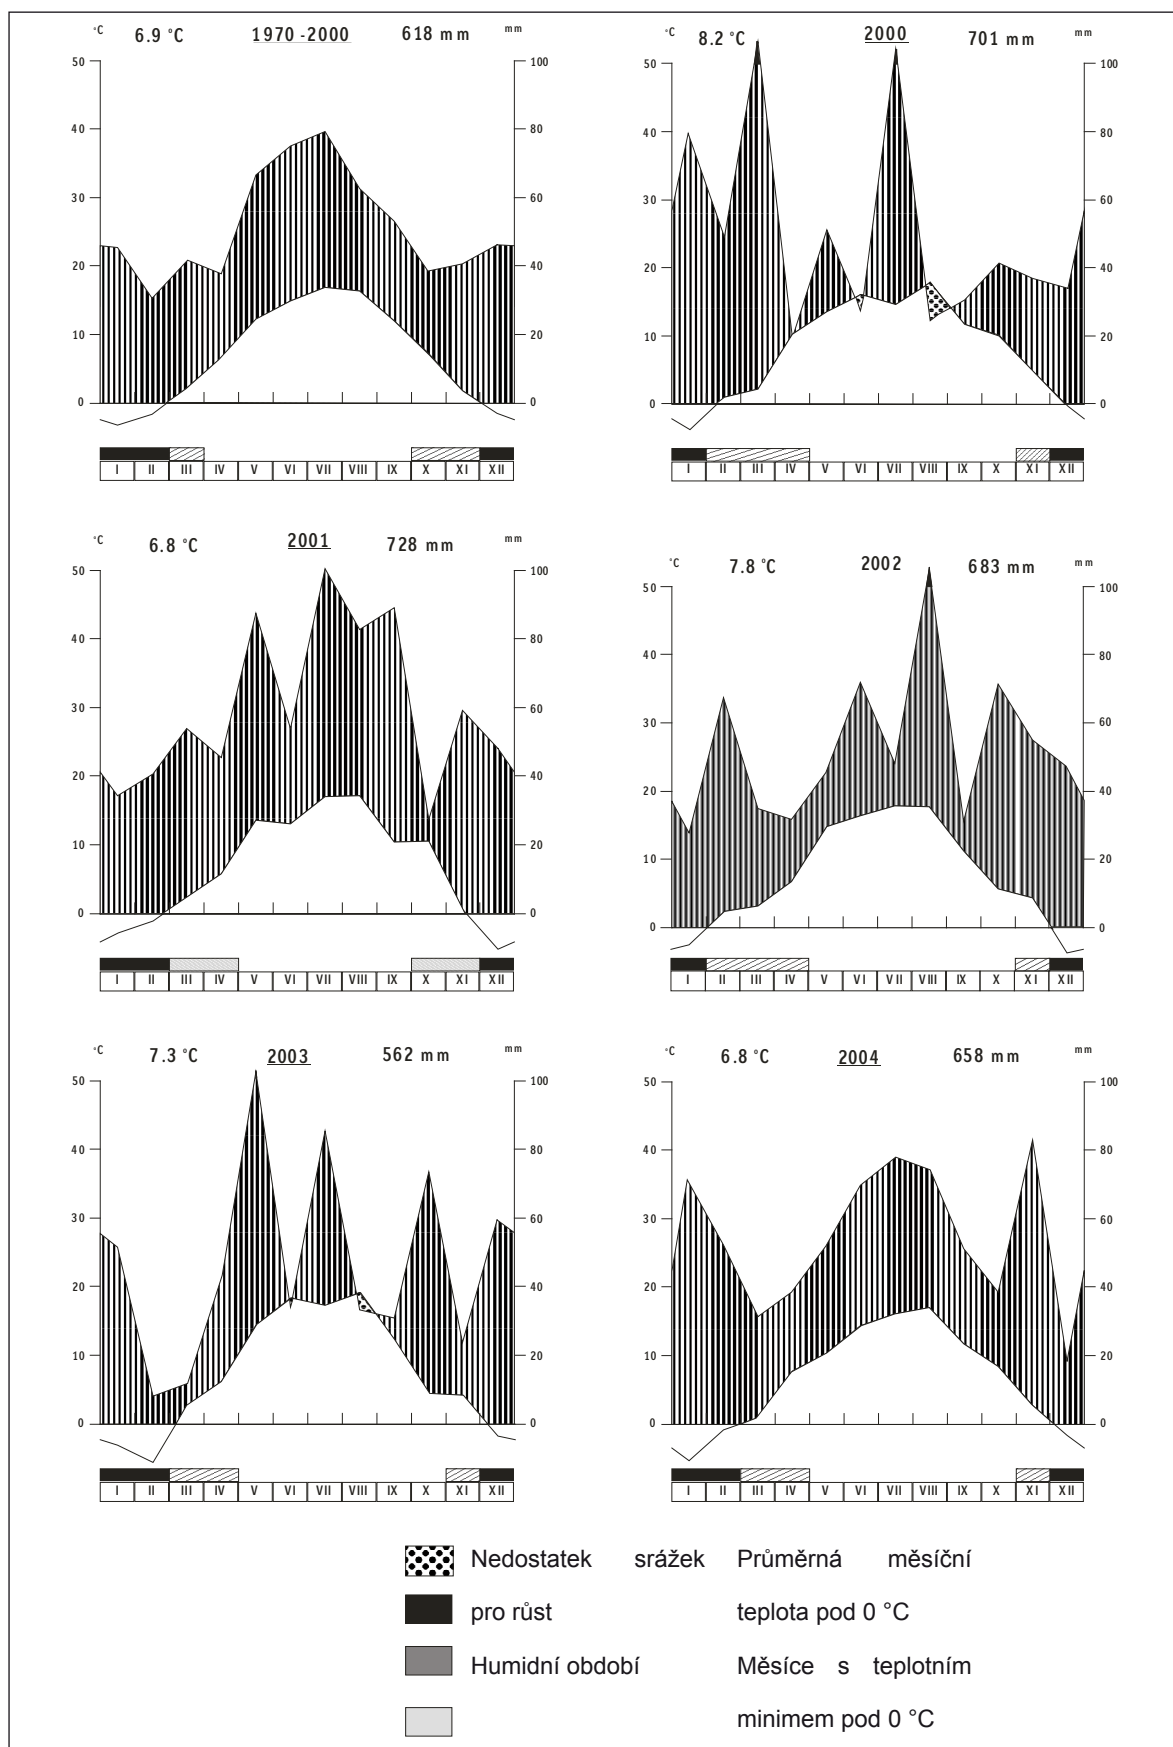 °C 6.9 °C 1970 -2000 618 mm mm
50 100
40 80
30 60
20 40
10 20
0 0
I II III IV V VI VII VIII IX X XI XII
°C 8.2 °C 2000 701 mm mm
50 100
40 80
30 60
20 40
10 20
0 0
I II III IV V VI VII VIII IX X XI XII
°C 6.8 °C 2001 728 mm mm
50 100
40 80
30 60
20 40
10 20
0 0
I II III IV V VI VII VIII IX X XI XII
°C 7.8 °C 2002 683 mm mm
50 100
40 80
30 60
20 40
10 20
0 0
I II III IV V VI VII VIII IX X XI XII
°C 7.3 °C 2003 562 mm mm
50 100
40 80
30 60
20 40
10 20
0 0
I II III IV V VI VII VIII IX X XI XII
°C 6.8 °C 2004 658 mm mm
50 100
40 80
30 60
20 40
10 20
0 0
I II III IV V VI VII VIII IX X XI XII
Nedostatek srážek Průměrná měsíční
pro růst teplota pod 0 °C
Humidní období Měsíce s teplotním
minimem pod 0 °C